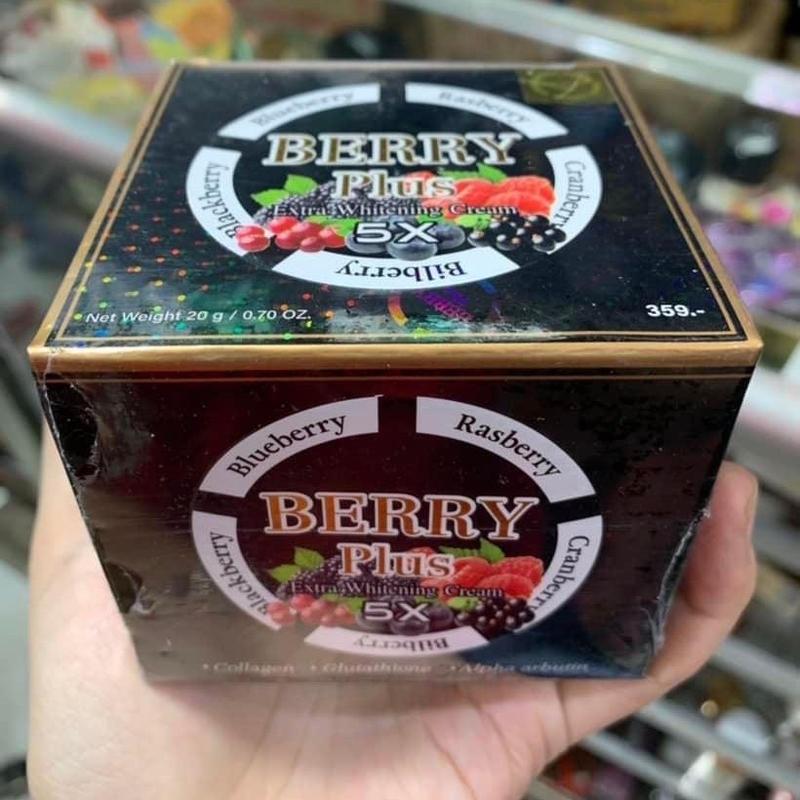 Blueberry
Rasberry
Blackberry
Cranberry
BERRY
Plus
Extra Whitening Cream
5X
Bilberry
Net Weight 20 g / 0.70 OZ.
359.-
Blueberry
Rasberry
Blackberry
Cranberry
BERRY
Plus
Extra Whitening Cream
5X
Bilberry
• Collagen • Glutathione • Alpha arbutin